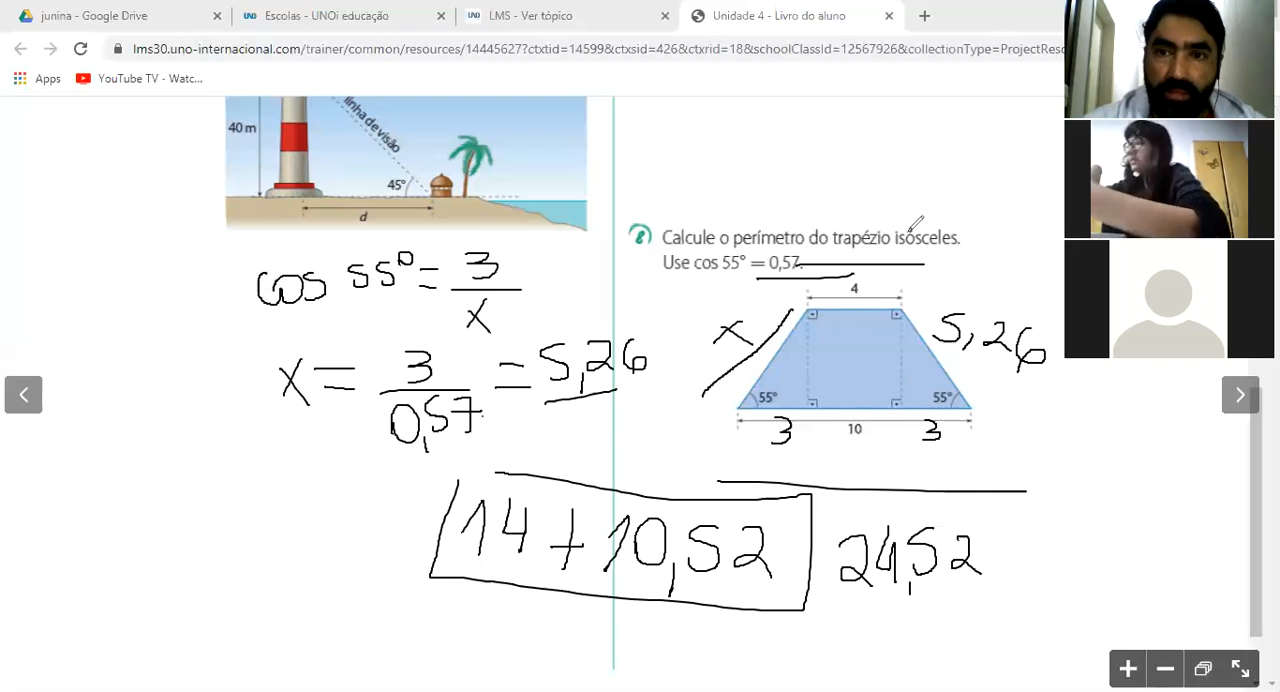 junina - Google Drive
Escolas - UNOi educação
LMS - Ver tópico
Unidade 4 - Livro do aluno
lms30.uno-internacional.com/trainer/common/resources/14445627?ctxtid=14599&ctxsid=426&ctxrid=18&schoolClassId=12567926&collectionType=ProjectReso
Apps
YouTube TV - Watc...
40 m
linha de visão
45°
d
8
Calcule o perímetro do trapézio isósceles.
Use cos 55° = 0,57.
4
x
5,26
55°
55°
3
10
3
cos 55° = 3/x
x = 3/0,57 = 5,26
14 + 10,52
24,52